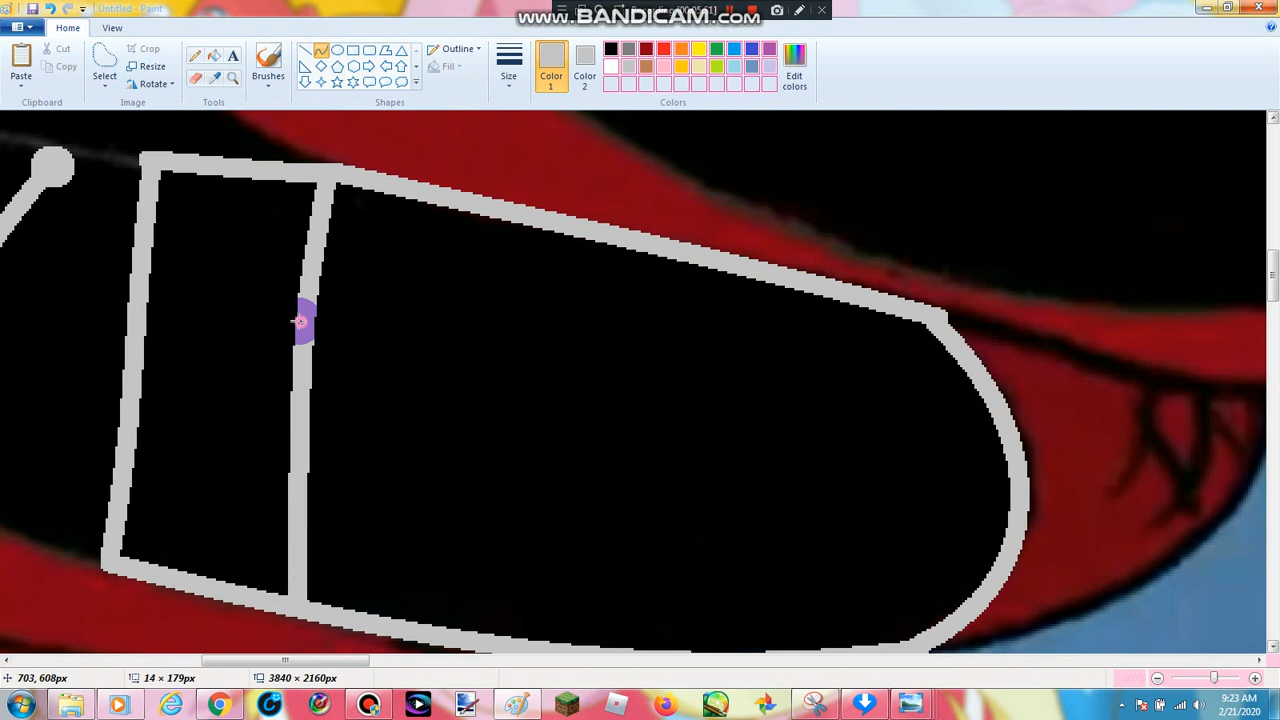 Untitled - Paint
www.BANDICAM.com
Home
View
Paste
Cut
Copy
Clipboard
Select
Crop
Resize
Rotate
Image
A
Tools
Brushes
Outline
Fill
Shapes
Size
Color 1
Color 2
Edit colors
Colors
703, 608px
14 × 179px
3840 × 2160px
9:23 AM
2/21/2020